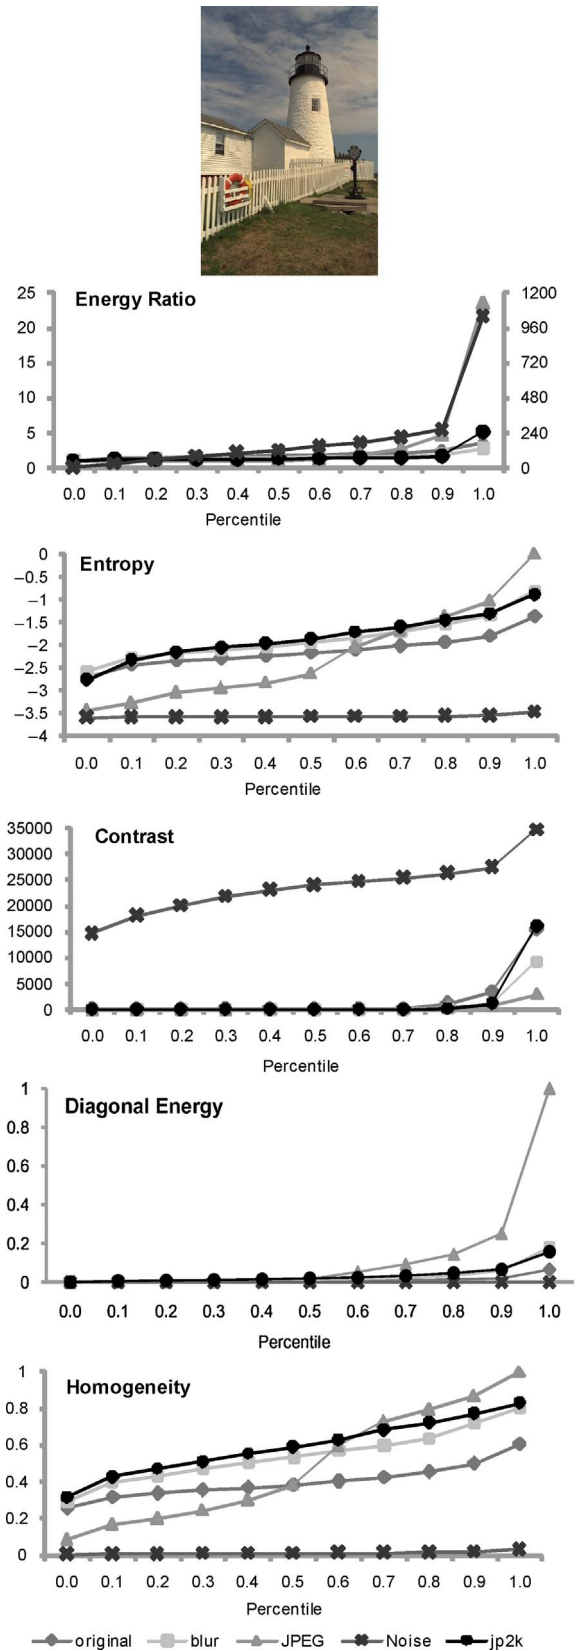 Energy Ratio
25 1200
20 960
15 720
10 480
5 240
0 0
0.0 0.1 0.2 0.3 0.4 0.5 0.6 0.7 0.8 0.9 1.0
Percentile
Entropy
0
–0.5
–1
–1.5
–2
–2.5
–3
–3.5
–4
0.0 0.1 0.2 0.3 0.4 0.5 0.6 0.7 0.8 0.9 1.0
Percentile
Contrast
35000
30000
25000
20000
15000
10000
5000
0
0.0 0.1 0.2 0.3 0.4 0.5 0.6 0.7 0.8 0.9 1.0
Percentile
Diagonal Energy
1
0.8
0.6
0.4
0.2
0
0.0 0.1 0.2 0.3 0.4 0.5 0.6 0.7 0.8 0.9 1.0
Percentile
Homogeneity
1
0.8
0.6
0.4
0.2
0
0.0 0.1 0.2 0.3 0.4 0.5 0.6 0.7 0.8 0.9 1.0
Percentile
original blur JPEG Noise jp2k